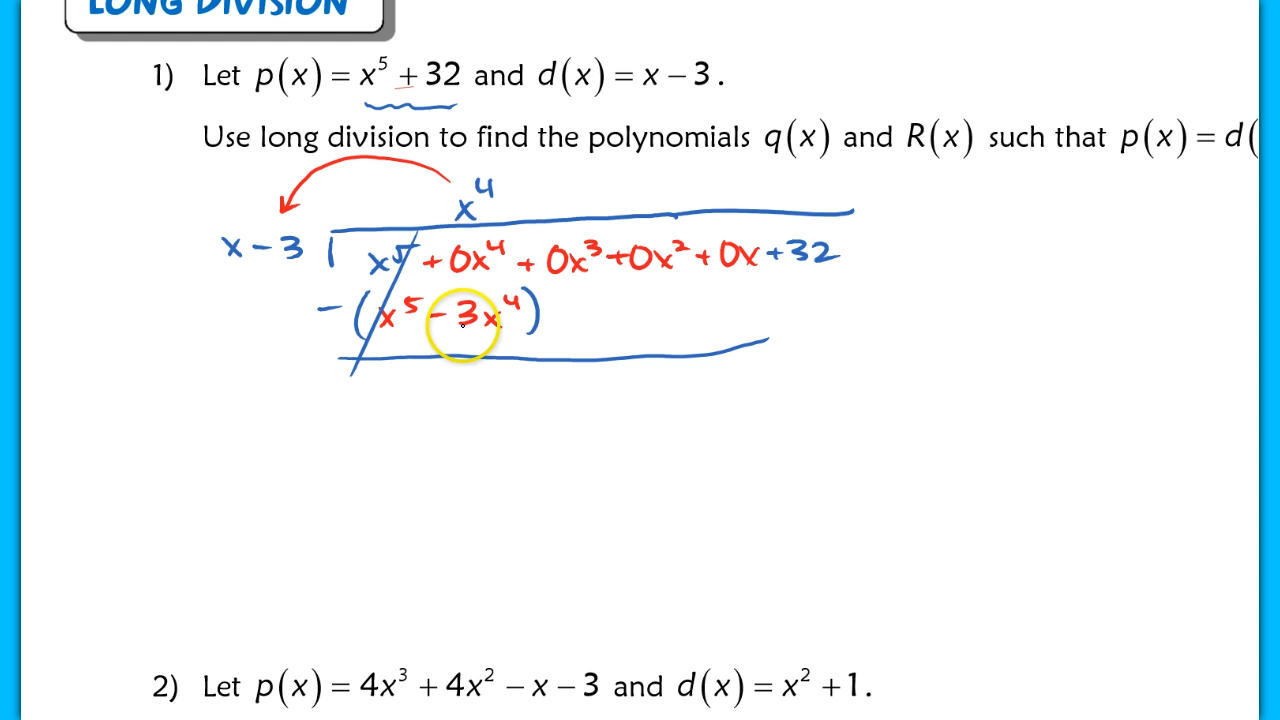 LONG DIVISION
1) Let p(x) = x⁵ + 32 and d(x) = x − 3.
Use long division to find the polynomials q(x) and R(x) such that p(x) = d(
x⁴
x − 3 | x⁵ + 0x⁴ + 0x³ + 0x² + 0x + 32
− (x⁵ − 3x⁴)
2) Let p(x) = 4x³ + 4x² − x − 3 and d(x) = x² + 1.